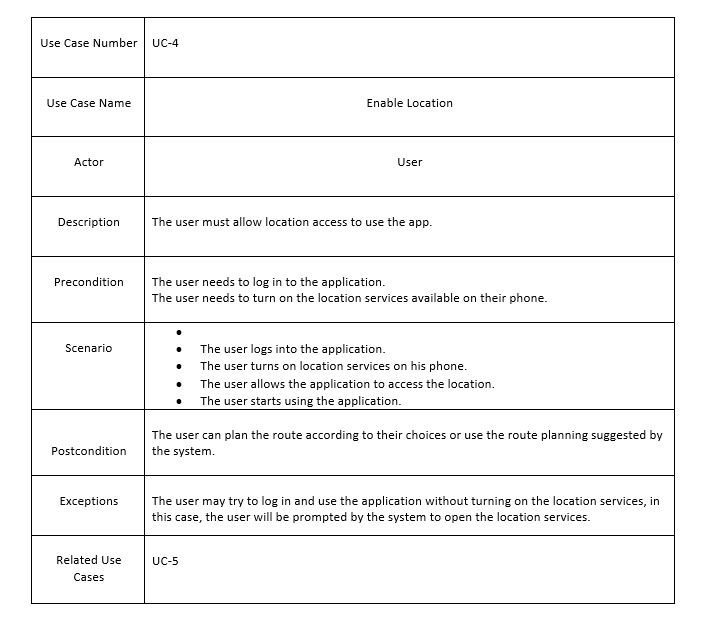 Use Case Number
UC-4
Use Case Name
Enable Location
Actor
User
Description
The user must allow location access to use the app.
Precondition
The user needs to log in to the application.
The user needs to turn on the location services available on their phone.
Scenario
•
• The user logs into the application.
• The user turns on location services on his phone.
• The user allows the application to access the location.
• The user starts using the application.
Postcondition
The user can plan the route according to their choices or use the route planning suggested by
the system.
Exceptions
The user may try to log in and use the application without turning on the location services, in
this case, the user will be prompted by the system to open the location services.
Related Use
Cases
UC-5